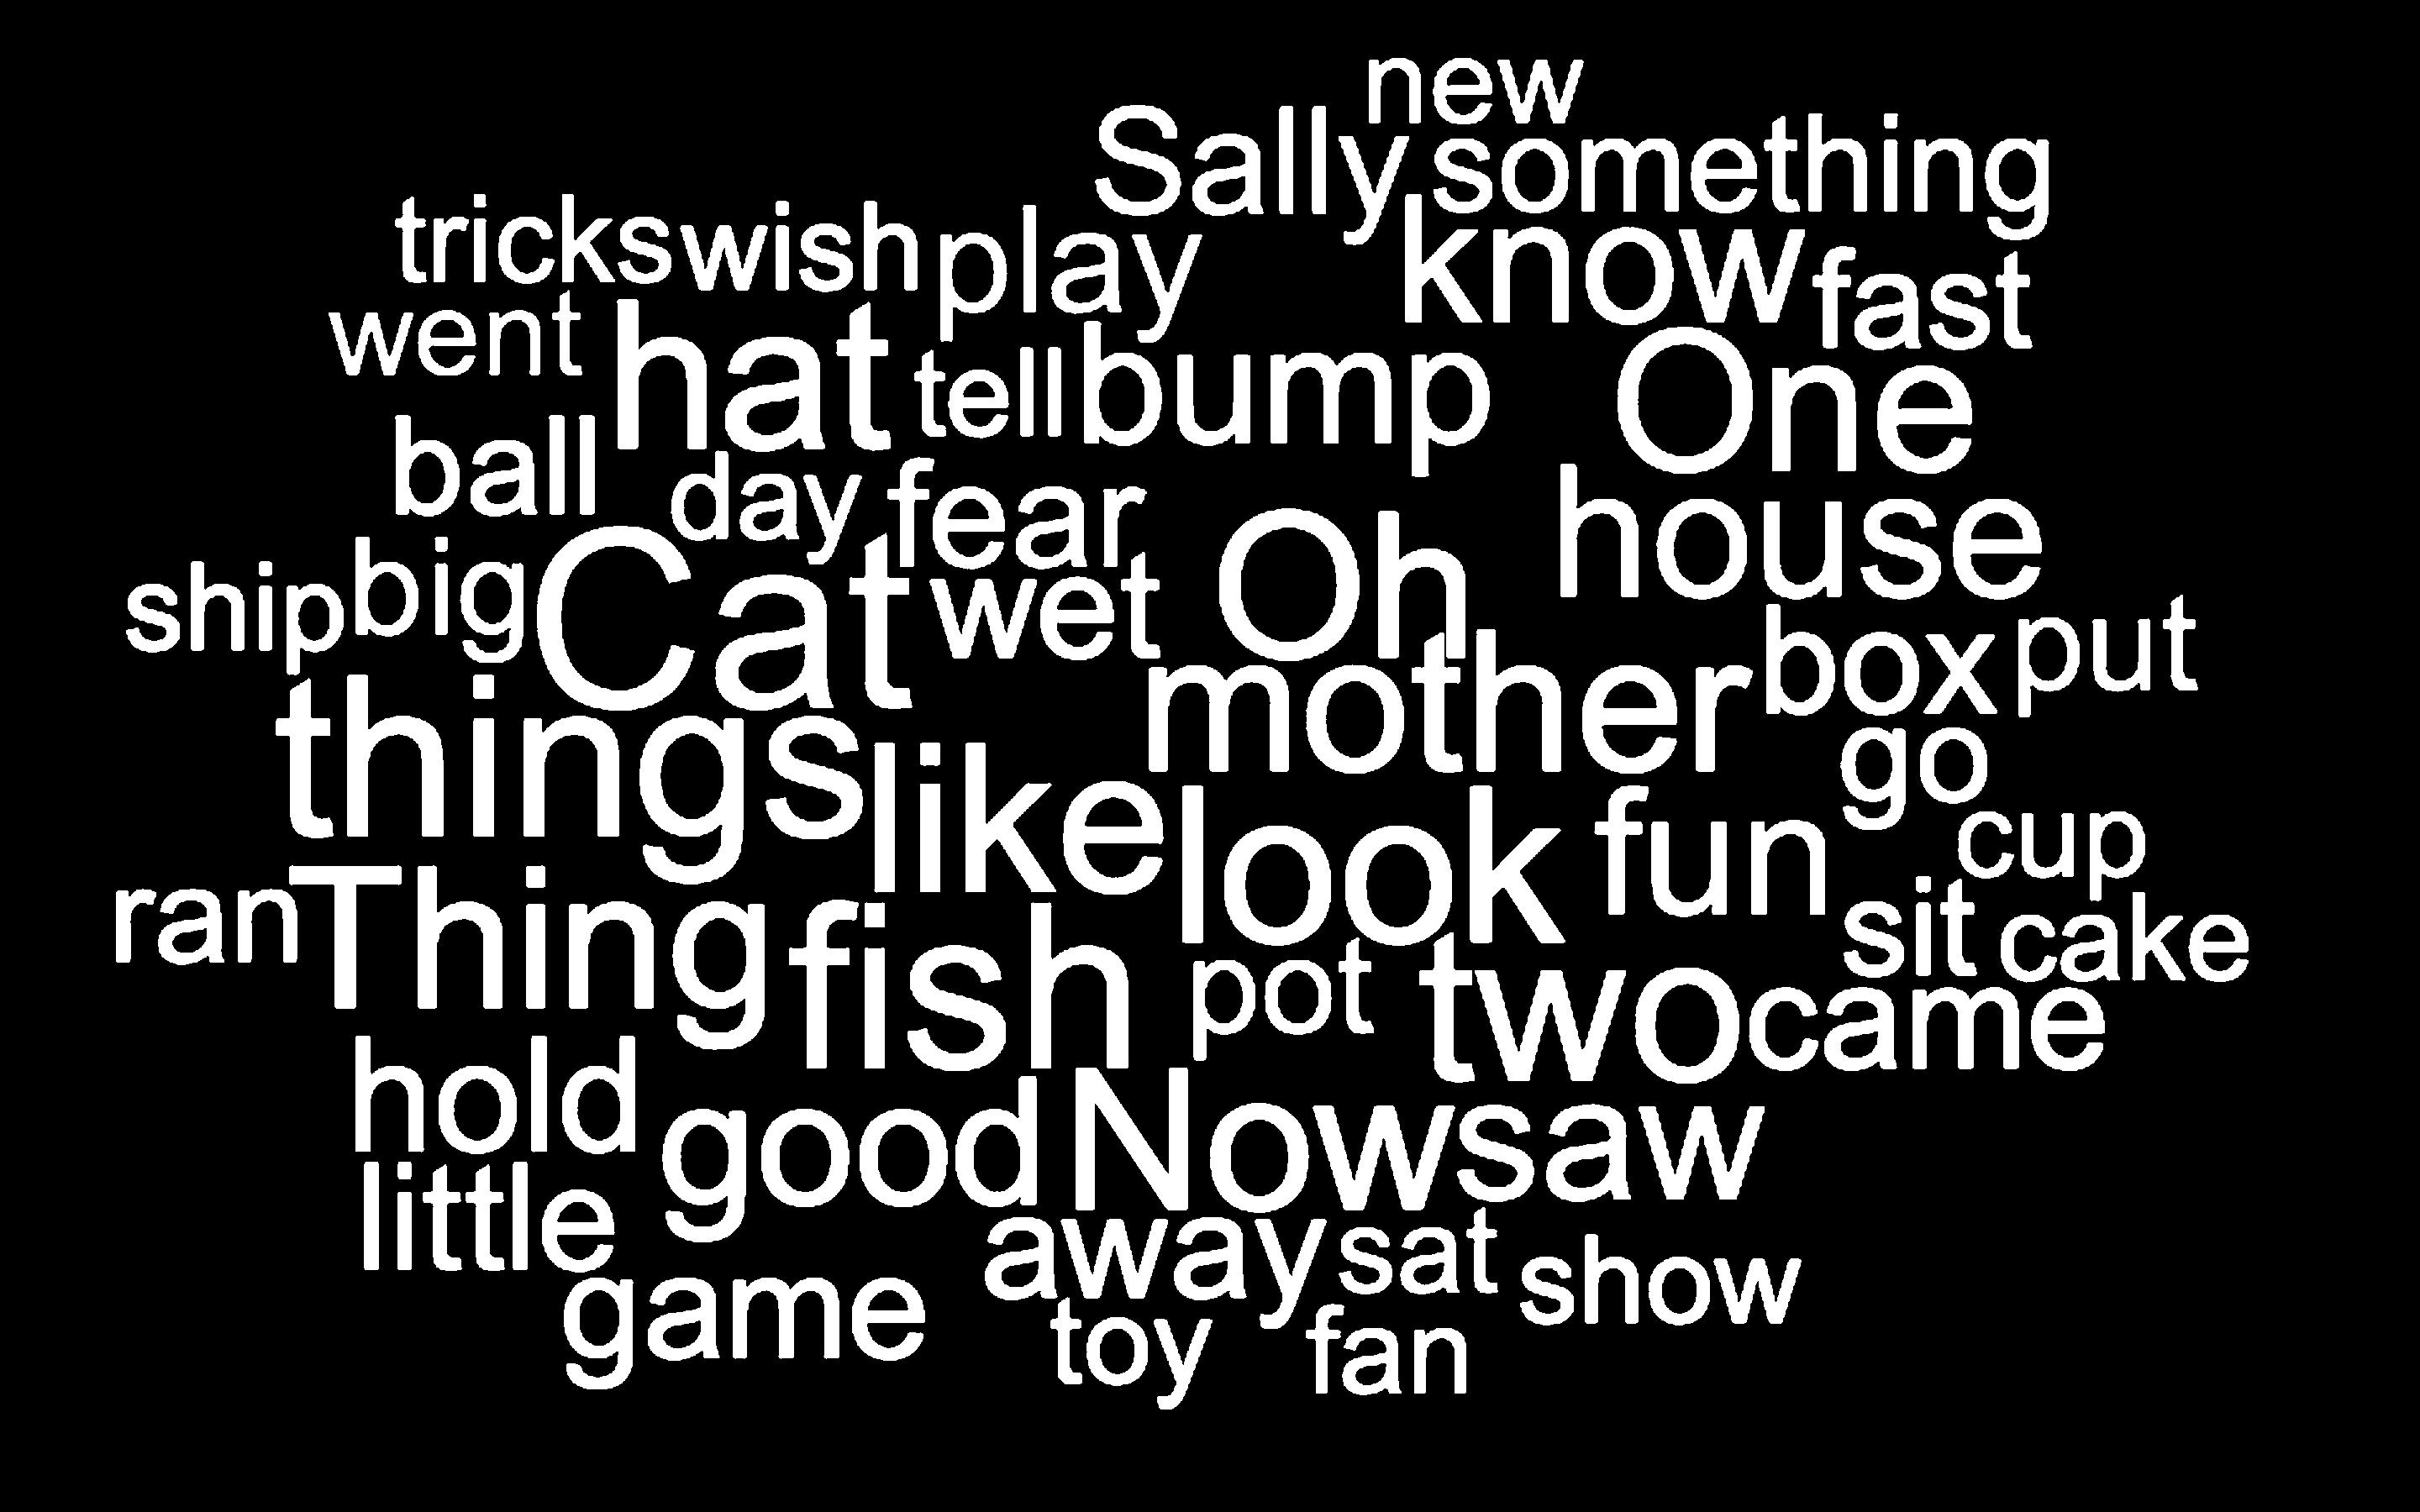 new
Sally something
tricks wish play know fast
went hat tell bump One
ball day fear house
ship big Cat wet Oh
things like mother box put
look fun go cup
ran Thing fish pot two sit cake
came
hold good Now saw
little away sat show
game toy fan